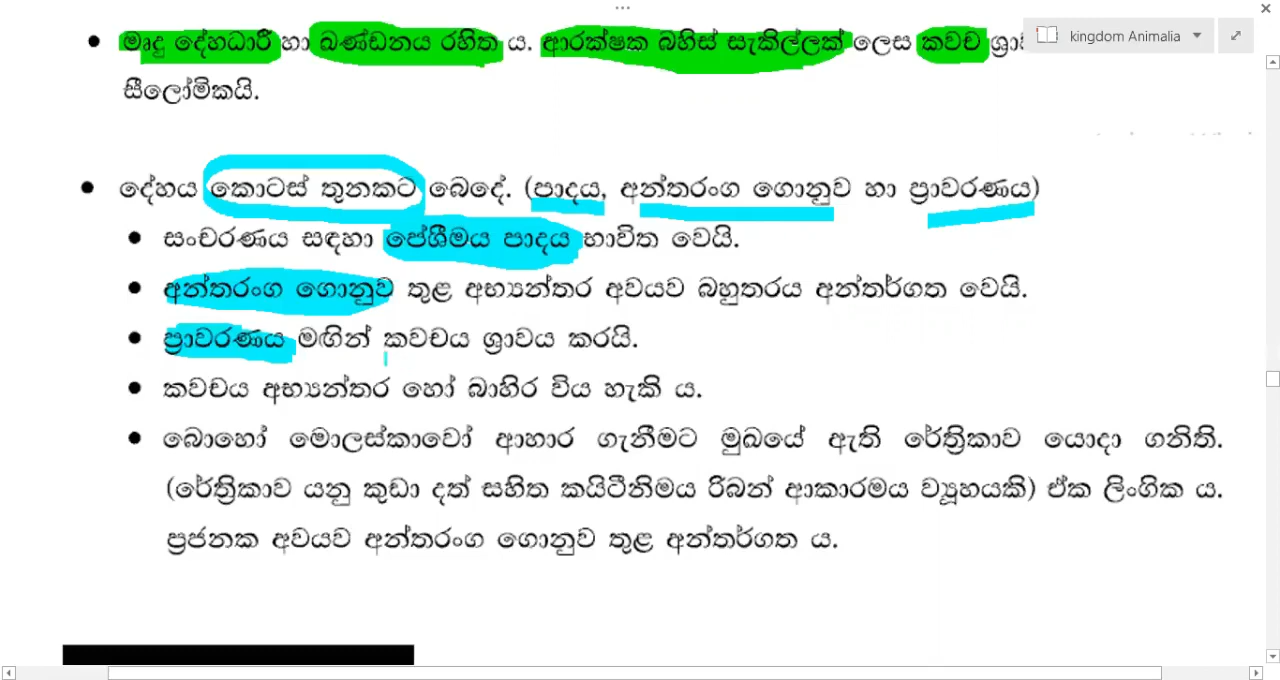 • මෘදු දේහධාරී හා ඛණ්ඩනය රහිත ය. ආරක්ෂක බහිස් සැකිල්ලක් ලෙස කවච
kingdom Animalia
සීලෝමිකයි.
• දේහය කොටස් තුනකට බෙදේ. (පාදය, අන්තරංග ගොනුව හා ප්‍රාවරණය)
• සංචරණය සඳහා පේශීමය පාදය භාවිත වෙයි.
• අන්තරංග ගොනුව තුළ අභ්‍යන්තර අවයව බහුතරය අන්තර්ගත වෙයි.
• ප්‍රාවරණය මඟින් කවචය ශ්‍රාවය කරයි.
• කවචය අභ්‍යන්තර හෝ බාහිර විය හැකි ය.
• බොහෝ මොලස්කාවෝ ආහාර ගැනීමට මුඛයේ ඇති රේත්‍රිකාව යොදා ගනිති.
(රේත්‍රිකාව යනු කුඩා දත් සහිත කයිටිනිමය රිබන් ආකාරමය ව්‍යුහයකි) ඒක ලිංගික ය.
ප්‍රජනක අවයව අන්තරංග ගොනුව තුළ අන්තර්ගත ය.